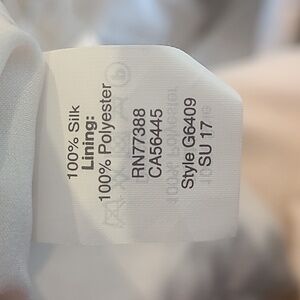 100% Silk
Lining:
100% Polyester
RN77388
CA56445
Style G6409
SU 17